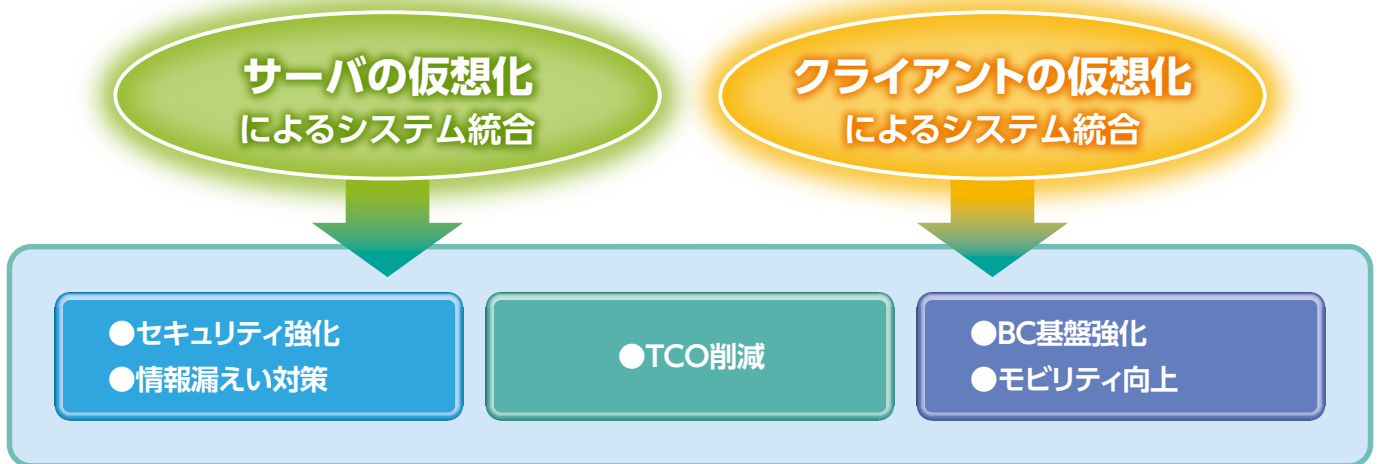 サーバの仮想化
によるシステム統合
クライアントの仮想化
によるシステム統合
●セキュリティ強化
●情報漏えい対策
●TCO削減
●BC基盤強化
●モビリティ向上